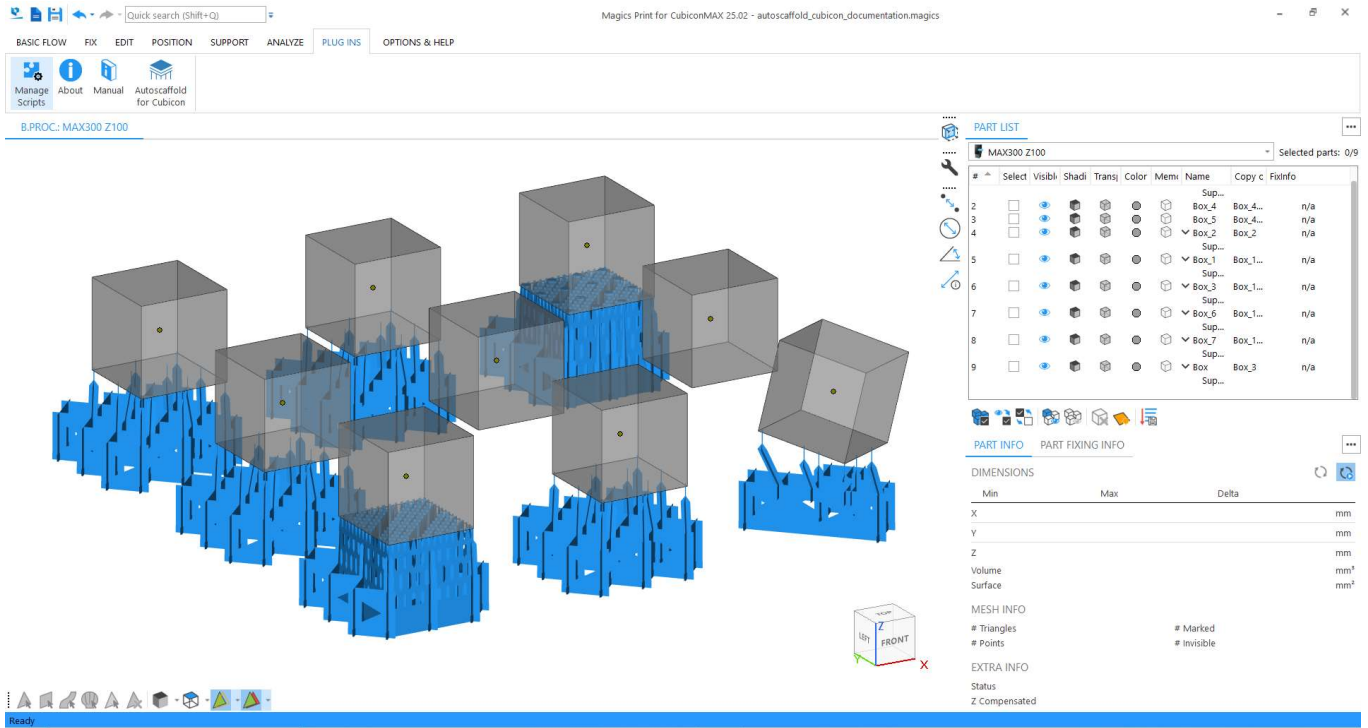 Quick search (Shift+Q)
Magics Print for CubiconMAX 25.02 - autoscaffold_cubicon_documentation.magics
BASIC FLOW FIX EDIT POSITION SUPPORT ANALYZE PLUG INS OPTIONS & HELP
Manage Scripts About Manual Autoscaffold for Cubicon
B.PROC.: MAX300 Z100
PART LIST
MAX300 Z100 Selected parts: 0/9
# Select Visibl Shadi Trans Color Mem Name Copy c FixInfo
Sup...
2 Box_4 Box_4... n/a
3 Box_5 Box_4... n/a
4 Box_2 Box_2 n/a
Sup...
5 Box_1 Box_1... n/a
Sup...
6 Box_3 Box_1... n/a
Sup...
7 Box_6 Box_1... n/a
Sup...
8 Box_7 Box_1... n/a
Sup...
9 Box Box_3 n/a
Sup...
PART INFO PART FIXING INFO
DIMENSIONS
Min Max Delta
X mm
Y mm
Z mm
Volume mm³
Surface mm²
MESH INFO
# Triangles # Marked
# Points # Invisible
EXTRA INFO
Status
Z Compensated
TOP
LEFT FRONT
Z
Y X
Ready